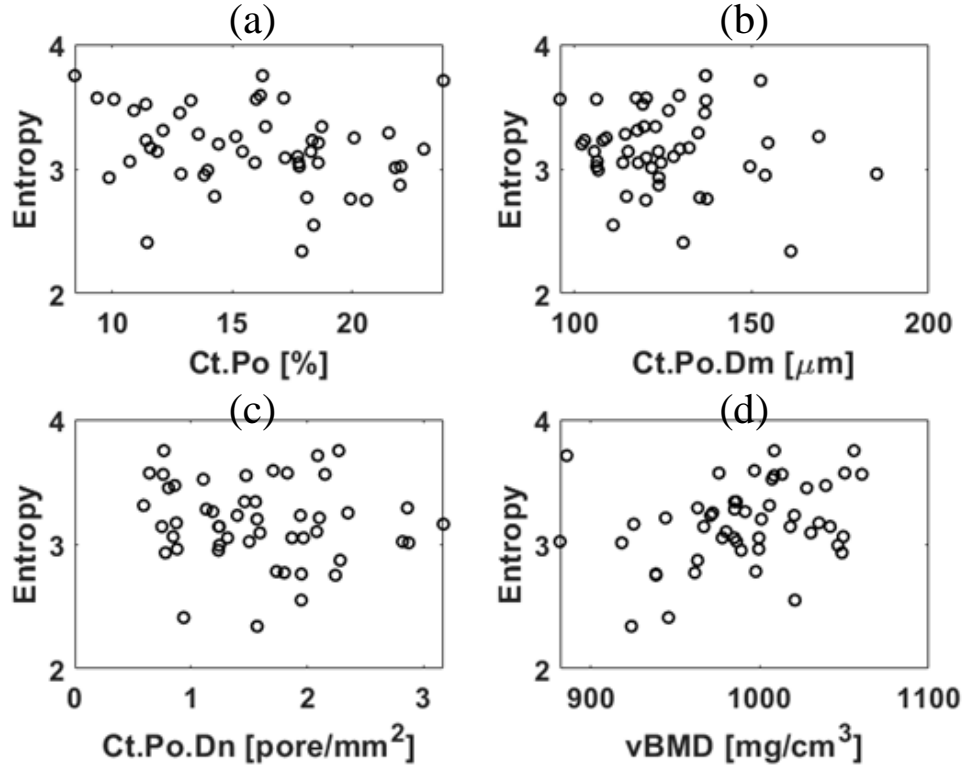 (a)
4
3
2
Entropy
10 15 20
Ct.Po [%]
(b)
4
3
2
Entropy
100 150 200
Ct.Po.Dm [μm]
(c)
4
3
2
Entropy
0 1 2 3
Ct.Po.Dn [pore/mm²]
(d)
4
3
2
Entropy
900 1000 1100
vBMD [mg/cm³]